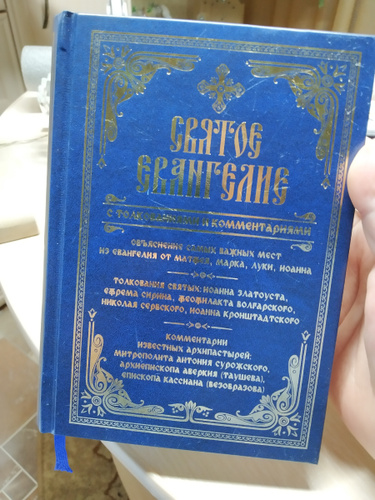 СВЯТОЕ
ЕВАНГЕЛИЕ
С ТОЛКОВАНИЕМ И КОММЕНТАРИЯМИ
ОБЪЯСНЕНИЕ САМЫХ ВАЖНЫХ МЕСТ
ИЗ ЕВАНГЕЛИЯ ОТ МАТФЕЯ, МАРКА, ЛУКИ, ИОАННА
ТОЛКОВАНИЯ СВЯТЫХ: ИОАННА ЗЛАТОУСТА,
ЕФРЕМА СИРИНА, ФЕОФИЛАКТА БОЛГАРСКОГО,
НИКОЛАЯ СЕРБСКОГО, ИОАННА КРОНШТАДТСКОГО
КОММЕНТАРИИ
ИЗВЕСТНЫХ АРХИПАСТЫРЕЙ:
МИТРОПОЛИТА АНТОНИЯ СУРОЖСКОГО,
АРХИЕПИСКОПА АВЕРКИЯ (ТАУШЕВА),
ЕПИСКОПА КАССИАНА (БЕЗОБРАЗОВА)